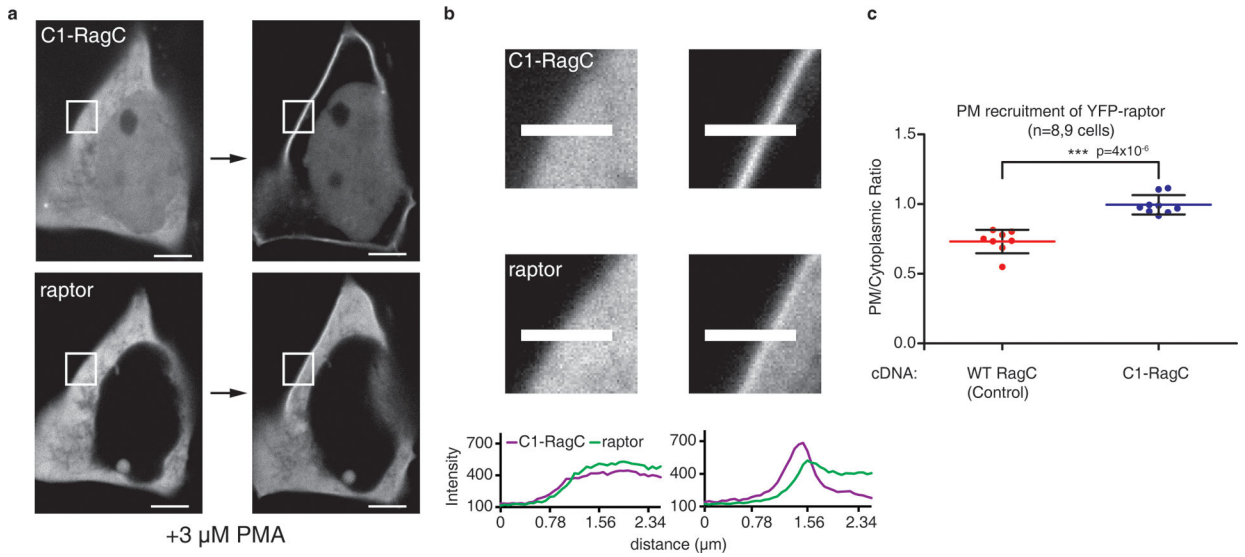 a
C1-RagC
raptor
+3 µM PMA
b
C1-RagC
raptor
C1-RagC raptor
Intensity
700
400
100
0 0.78 1.56 2.34
700
400
100
0 0.78 1.56 2.34
distance (µm)
c
PM recruitment of YFP-raptor
(n=8,9 cells)
*** p=4x10⁻⁶
PM/Cytoplasmic Ratio
1.5
1.0
0.5
0.0
cDNA: WT RagC C1-RagC
(Control)